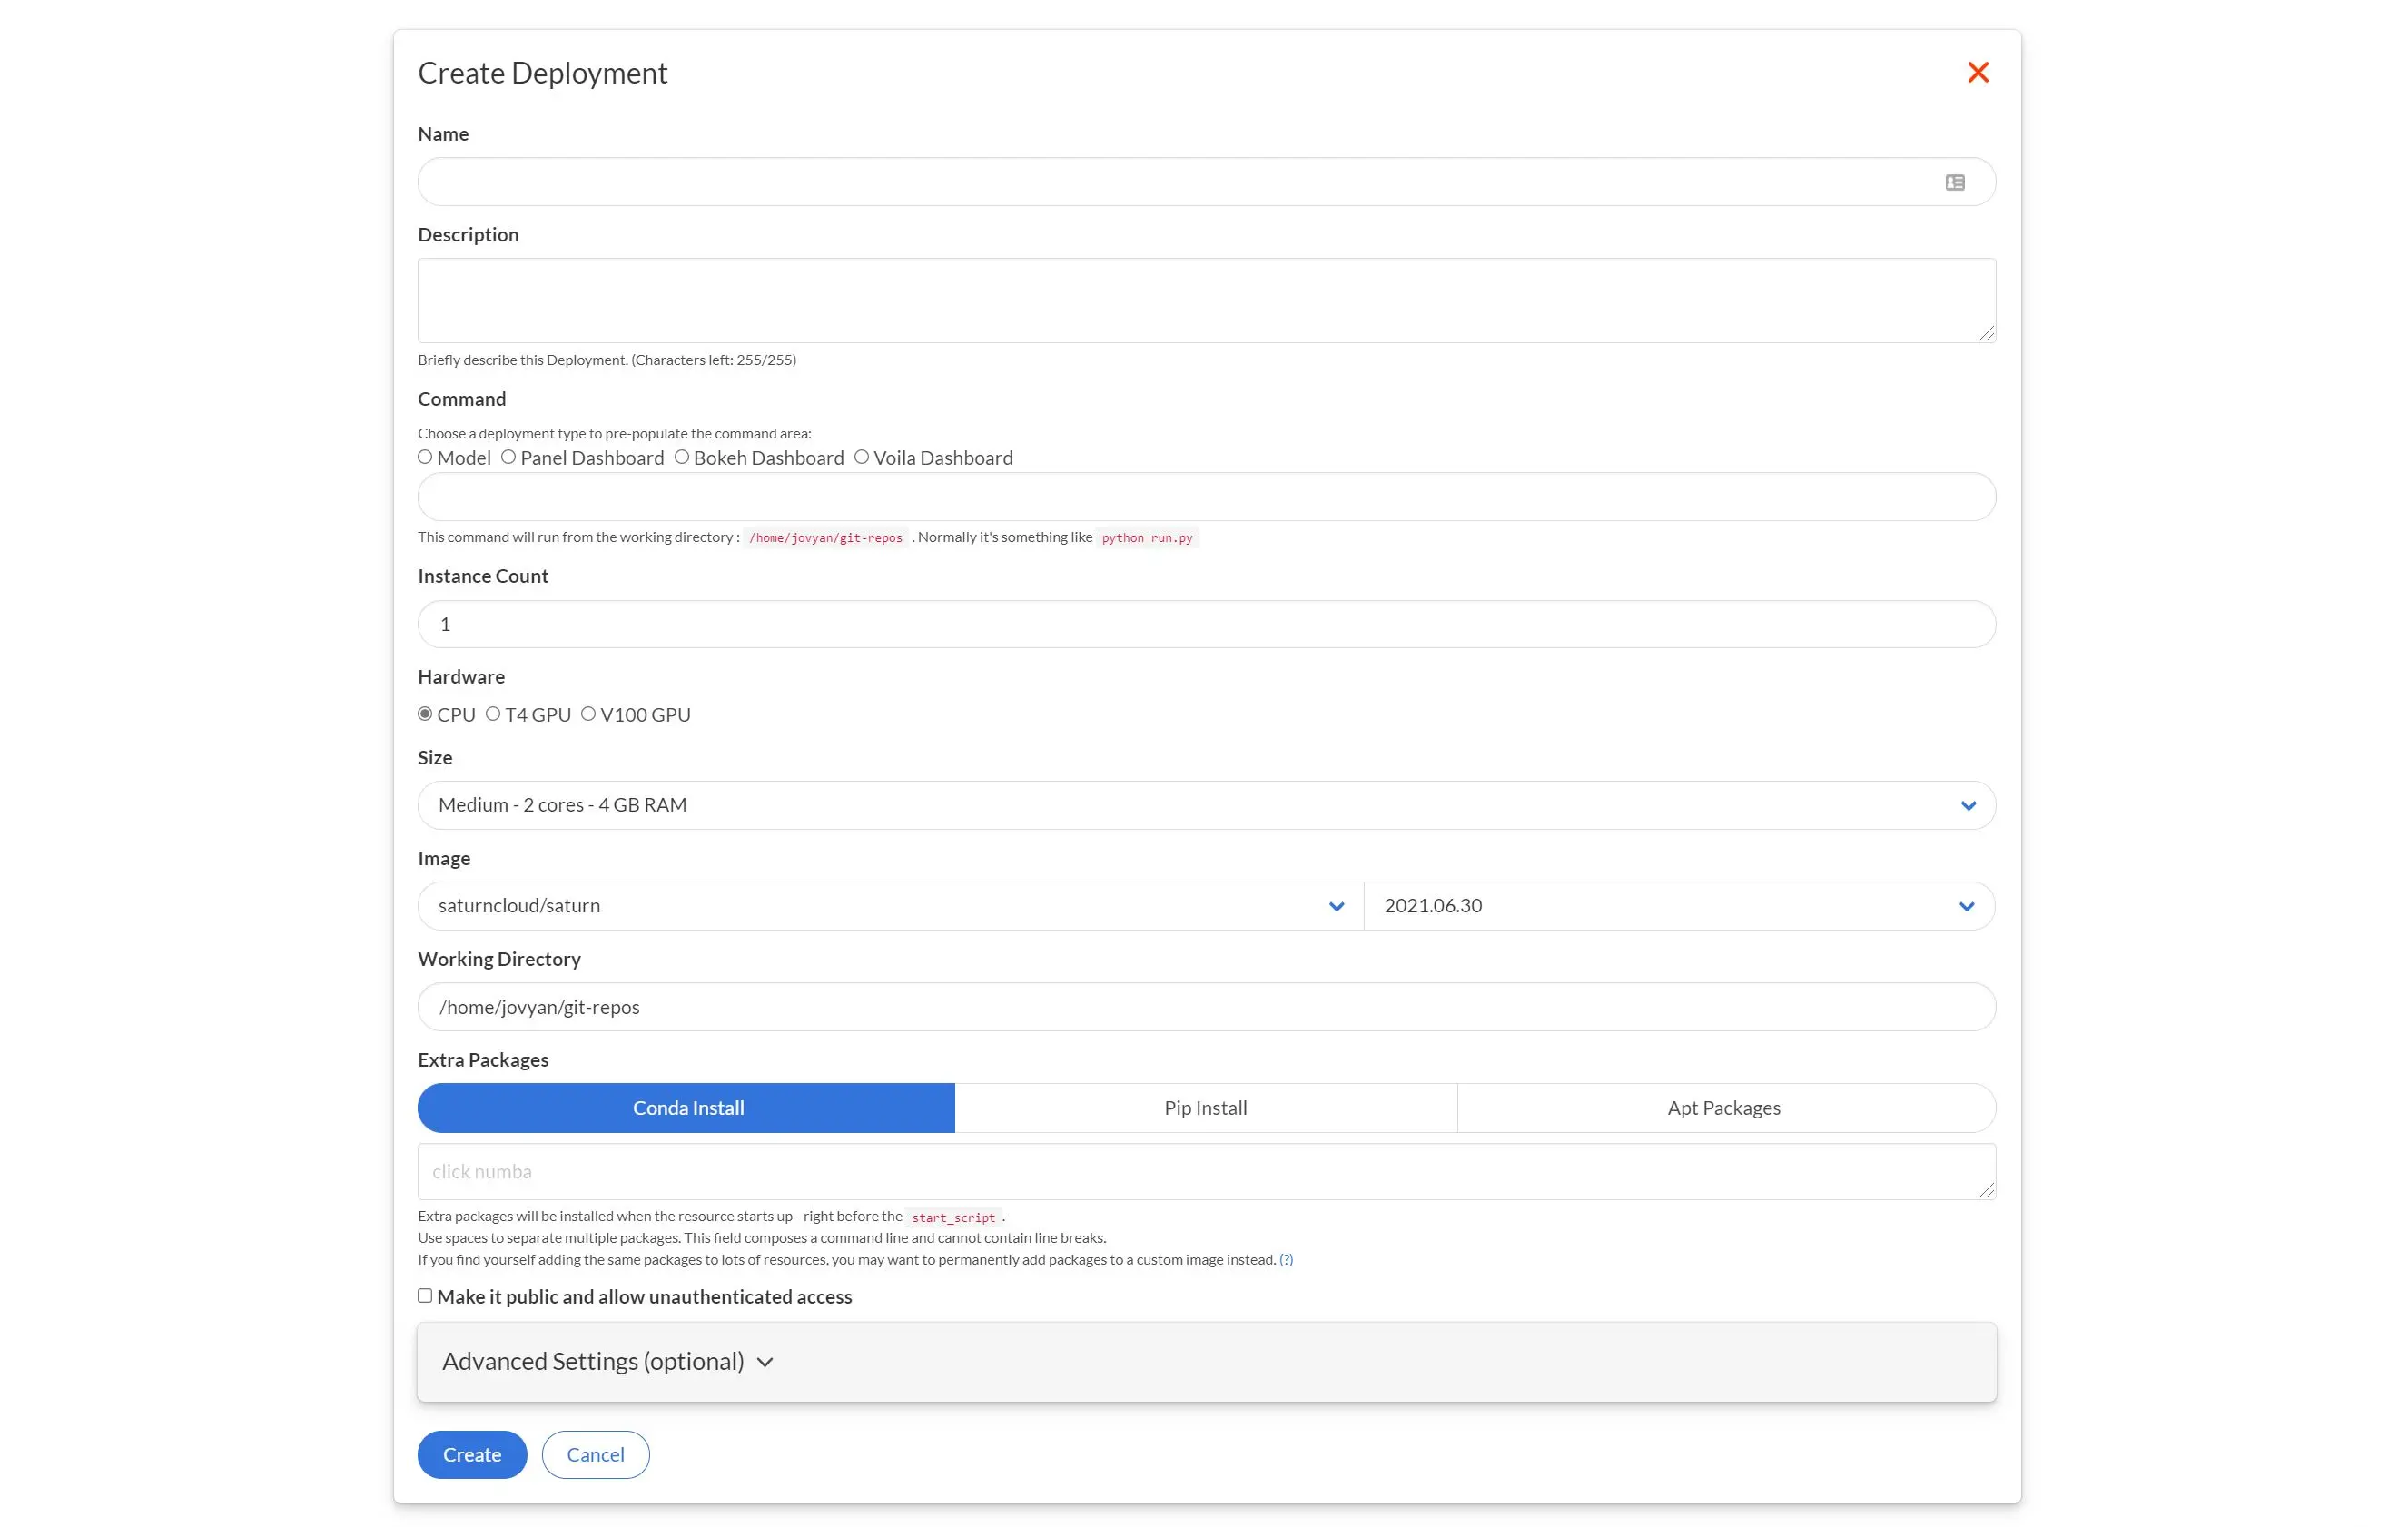 Create Deployment
Name
Description
Briefly describe this Deployment. (Characters left: 255/255)
Command
Choose a deployment type to pre-populate the command area:
Model Panel Dashboard Bokeh Dashboard Voila Dashboard
This command will run from the working directory : /home/jovyan/git-repos . Normally it's something like python run.py
Instance Count
1
Hardware
CPU T4 GPU V100 GPU
Size
Medium - 2 cores - 4 GB RAM
Image
saturncloud/saturn 2021.06.30
Working Directory
/home/jovyan/git-repos
Extra Packages
Conda Install Pip Install Apt Packages
click numba
Extra packages will be installed when the resource starts up - right before the start_script .
Use spaces to separate multiple packages. This field composes a command line and cannot contain line breaks.
If you find yourself adding the same packages to lots of resources, you may want to permanently add packages to a custom image instead. (?)
Make it public and allow unauthenticated access
Advanced Settings (optional)
Create Cancel